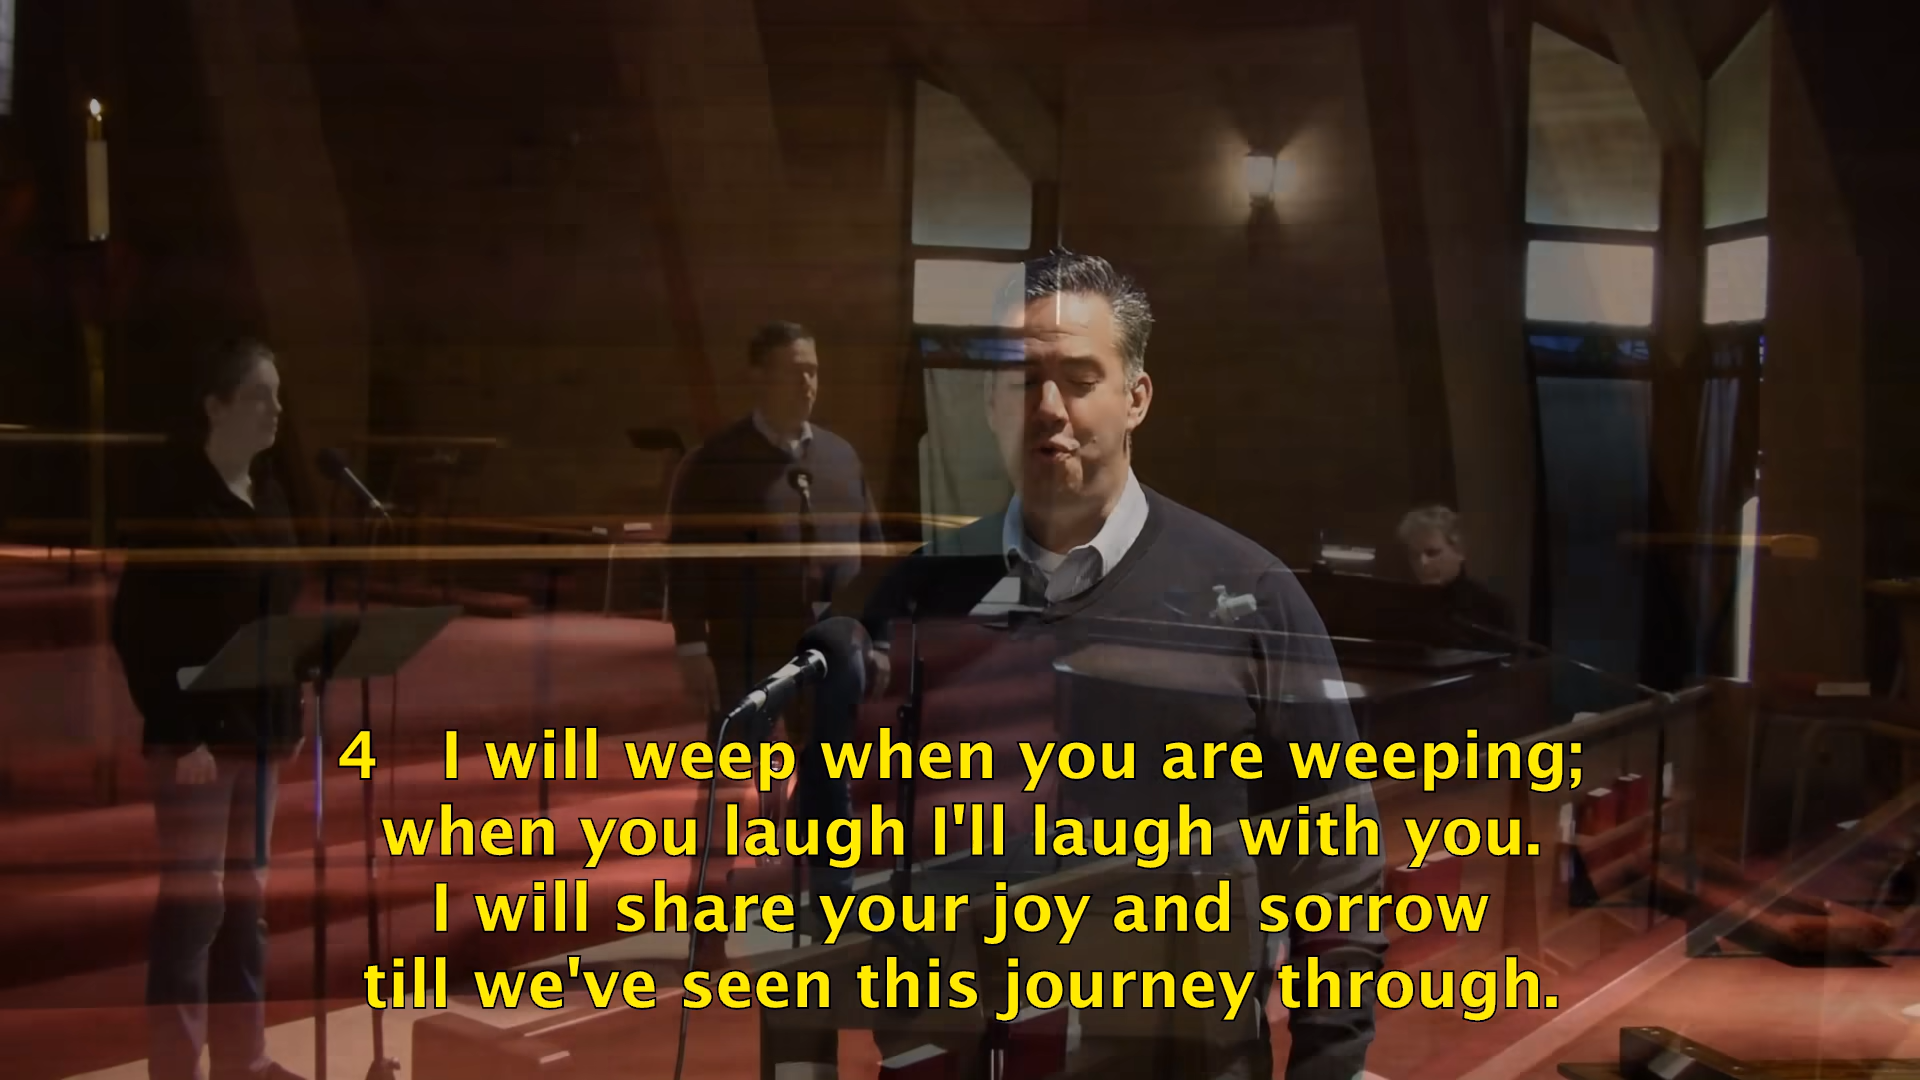 4 I will weep when you are weeping;
when you laugh I'll laugh with you.
I will share your joy and sorrow
till we've seen this journey through.